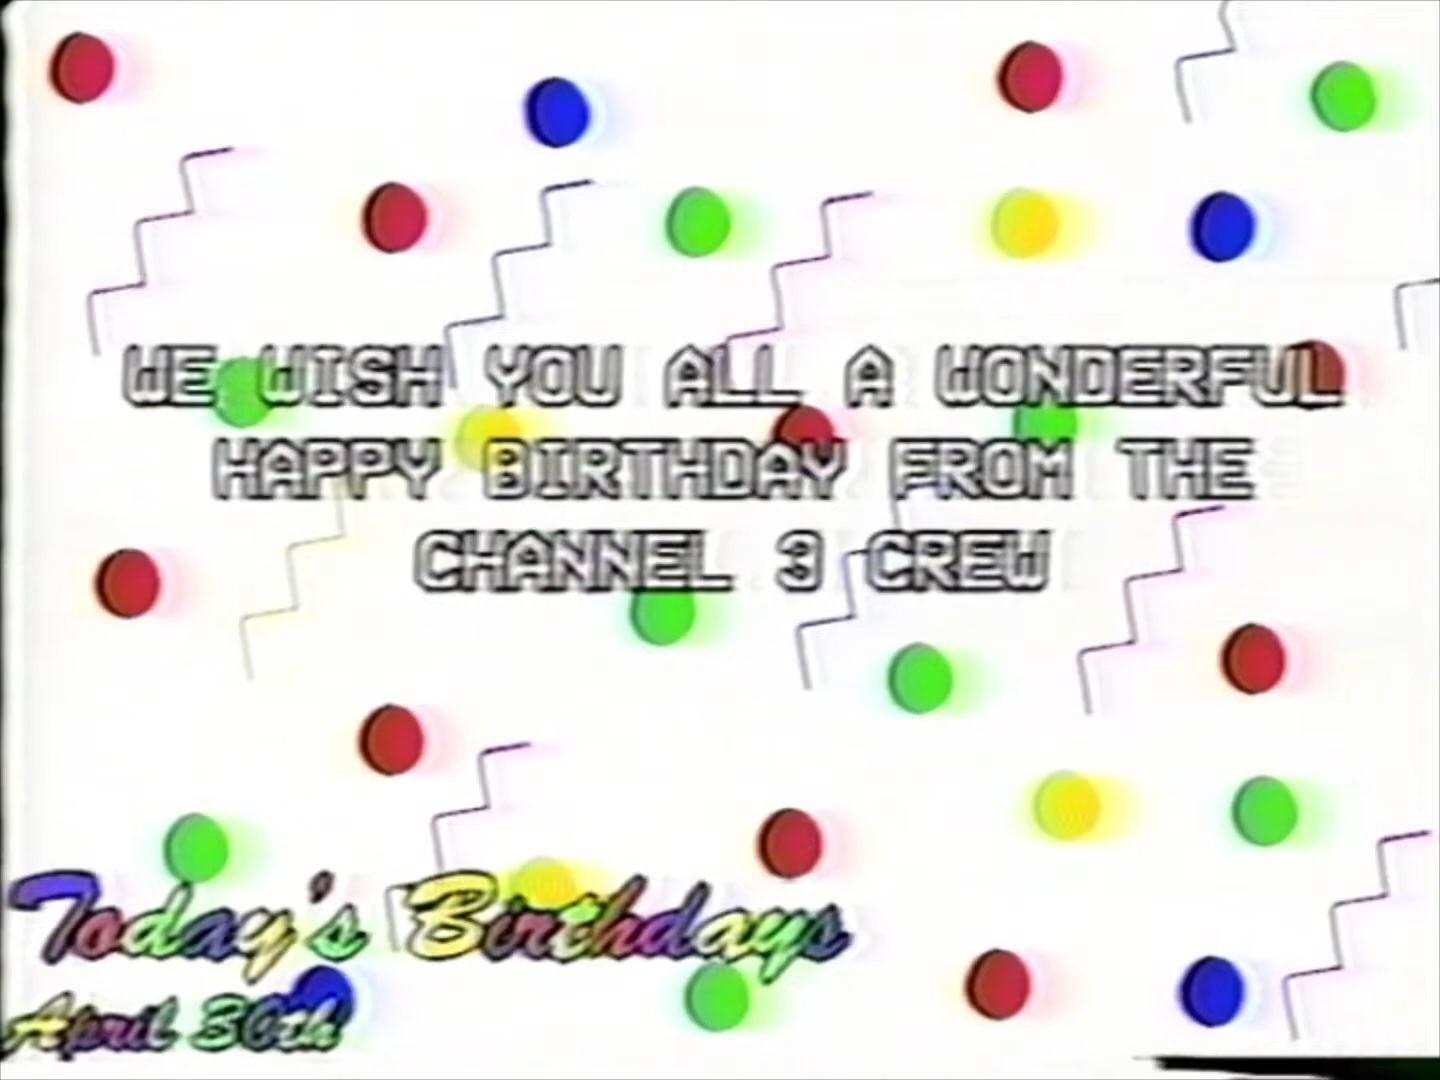 WE WISH YOU ALL A WONDERFUL
HAPPY BIRTHDAY FROM THE
CHANNEL 3 CREW
Today's Birthdays
April 30th